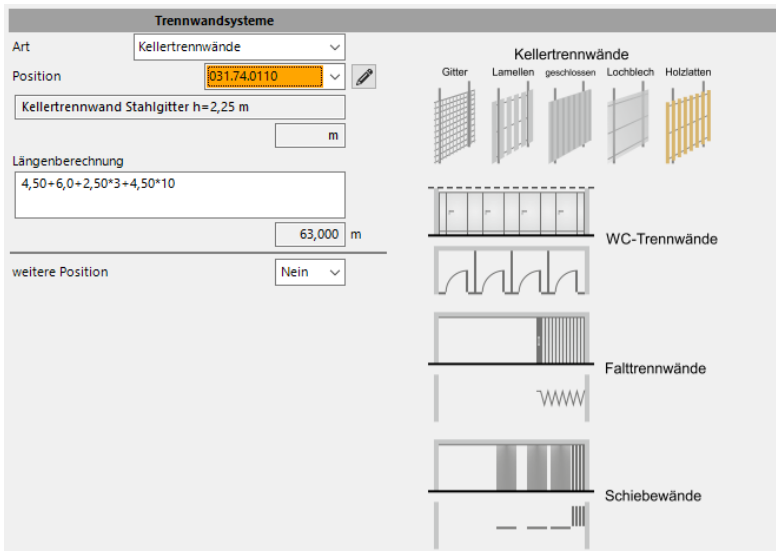 Trennwandsysteme
Art Kellertrennwände
Position 031.74.0110
Kellertrennwand Stahlgitter h=2,25 m
m
Längenberechnung
4,50+6,0+2,50*3+4,50*10
63,000 m
weitere Position Nein
Kellertrennwände
Gitter Lamellen geschlossen Lochblech Holzlatten
WC-Trennwände
Falttrennwände
Schiebewände